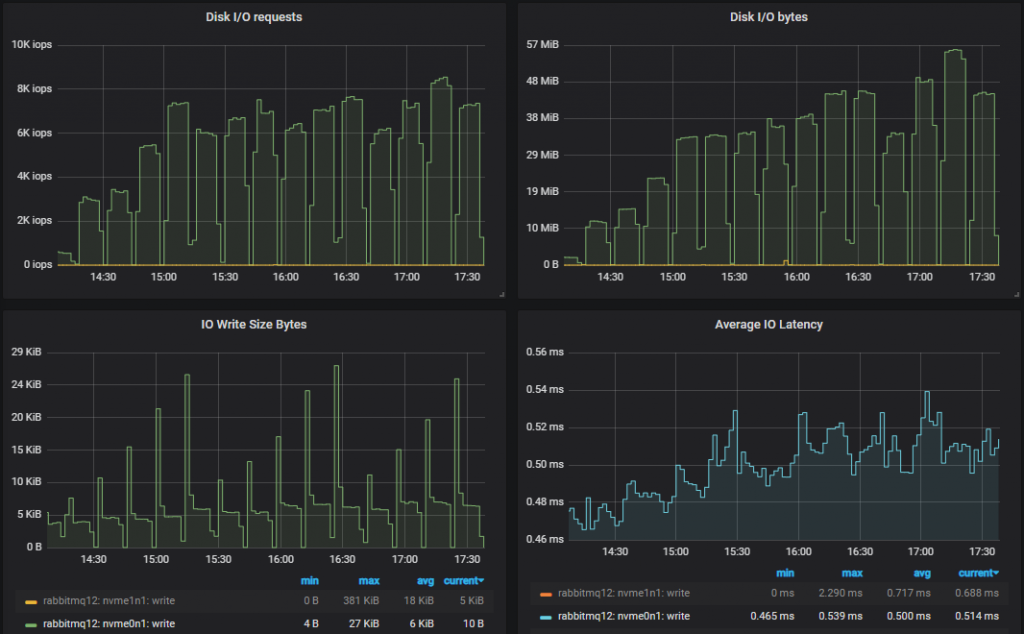 Disk I/O requests
10K iops
8K iops
6K iops
4K iops
2K iops
0 iops
14:30 15:00 15:30 16:00 16:30 17:00 17:30
Disk I/O bytes
57 MiB
48 MiB
38 MiB
29 MiB
19 MiB
10 MiB
0 B
14:30 15:00 15:30 16:00 16:30 17:00 17:30
IO Write Size Bytes
29 KiB
24 KiB
20 KiB
15 KiB
10 KiB
5 KiB
0 B
14:30 15:00 15:30 16:00 16:30 17:00 17:30
min max avg current
rabbitmq12: nvme1n1: write 0 B 381 KiB 18 KiB 5 KiB
rabbitmq12: nvme0n1: write 4 B 27 KiB 6 KiB 10 B
Average IO Latency
0.56 ms
0.54 ms
0.52 ms
0.50 ms
0.48 ms
0.46 ms
14:30 15:00 15:30 16:00 16:30 17:00 17:30
min max avg current
rabbitmq12: nvme1n1: write 0 ms 2.290 ms 0.717 ms 0.688 ms
rabbitmq12: nvme0n1: write 0.465 ms 0.539 ms 0.500 ms 0.514 ms